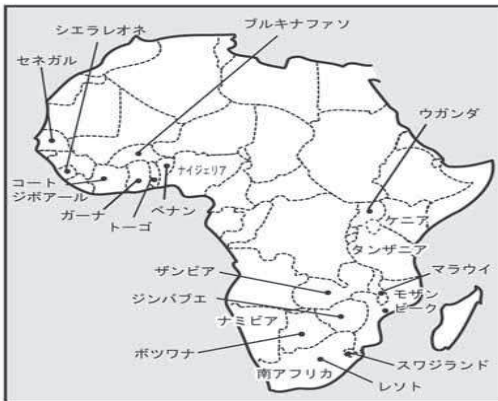 シエラレオネ
ブルキナファソ
セネガル
ウガンダ
コート
ジボアール
ナイジェリア
ガーナ
ベナン
トーゴ
ケニア
タンザニア
ザンビア
マラウイ
ジンバブエ
モザン
ビーク
ナミビア
ボツワナ
スワジランド
南アフリカ
レソト